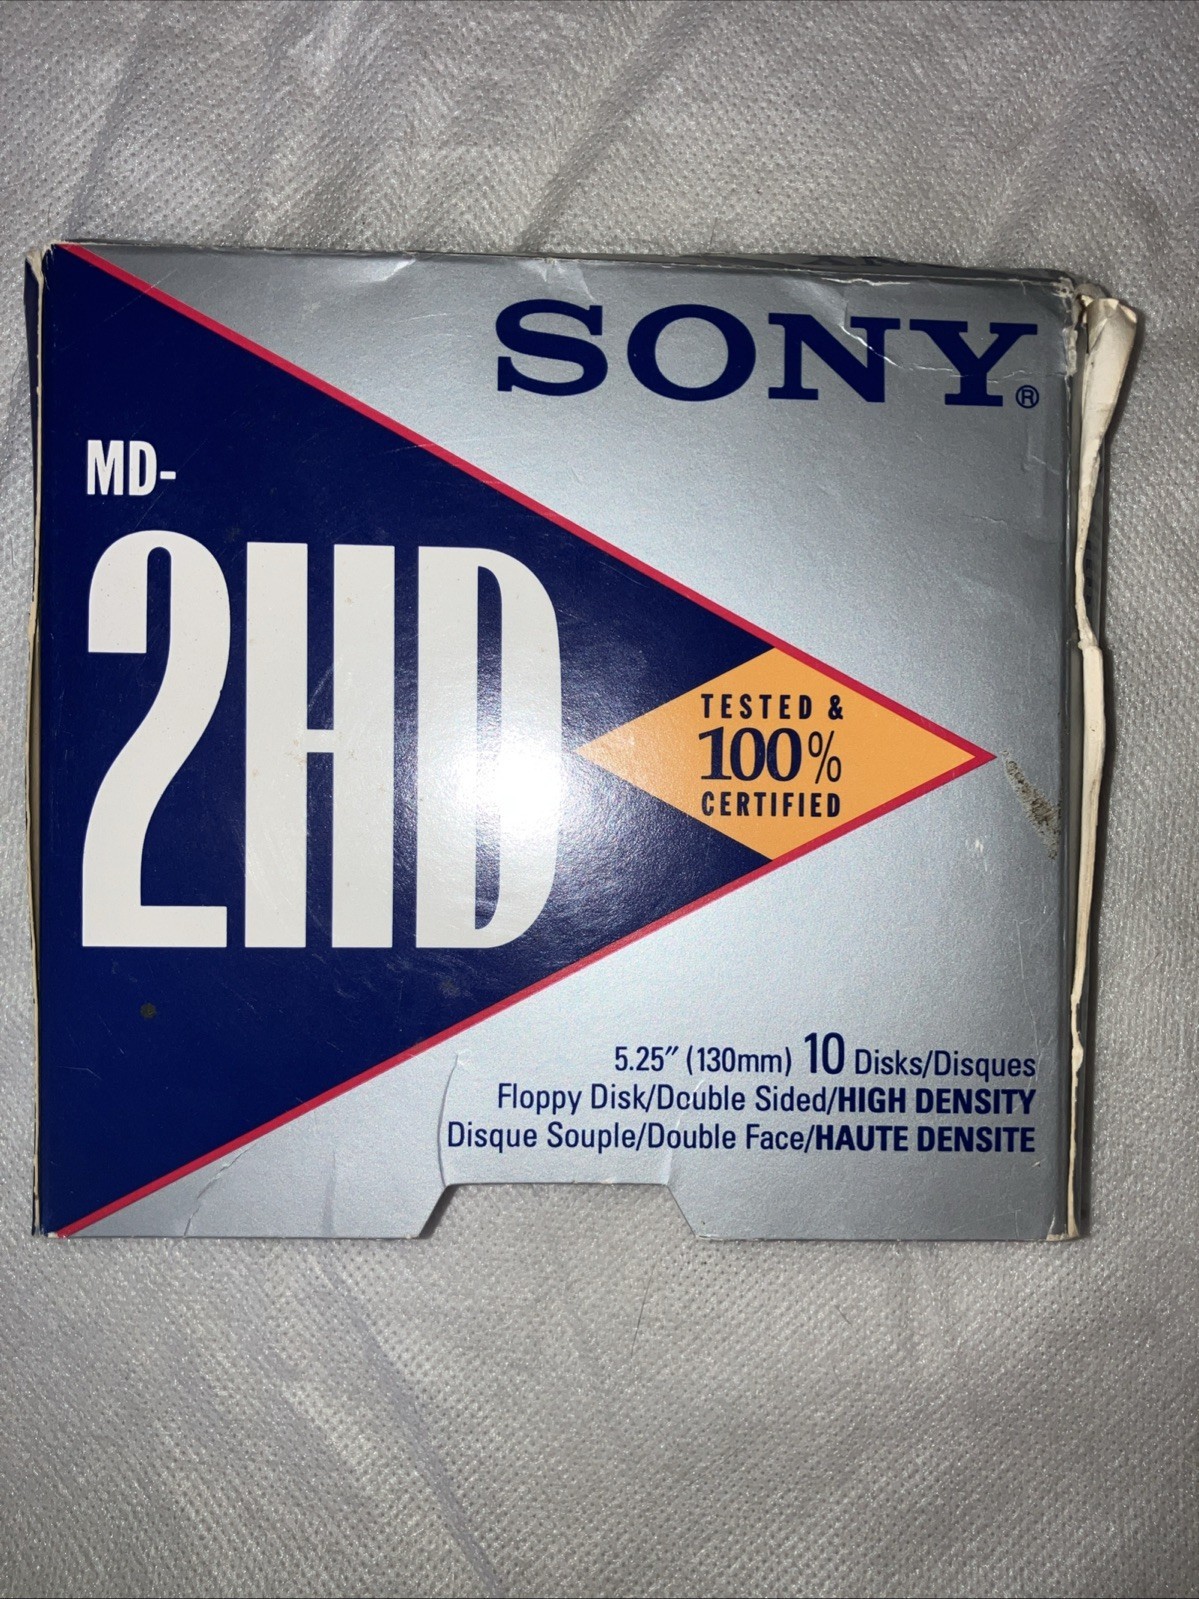 SONY®
MD-
2HD
TESTED &
100%
CERTIFIED
5.25″ (130mm) 10 Disks/Disques
Floppy Disk/Double Sided/HIGH DENSITY
Disque Souple/Double Face/HAUTE DENSITE